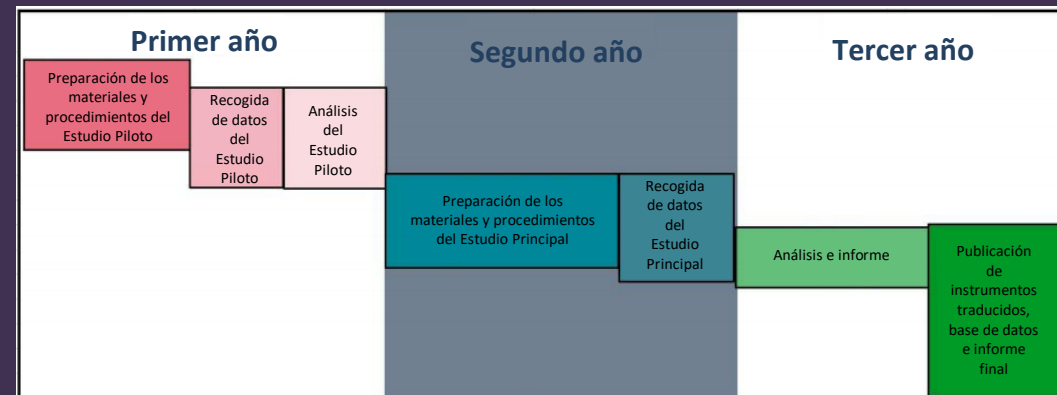 Primer año
Segundo año
Tercer año
Preparación de los
materiales y
procedimientos del
Estudio Piloto
Recogida
de datos
del
Estudio
Piloto
Análisis
del
Estudio
Piloto
Preparación de los
materiales y procedimientos
del Estudio Principal
Recogida
de datos
del
Estudio
Principal
Análisis e informe
Publicación
de
instrumentos
traducidos,
base de datos
e informe
final